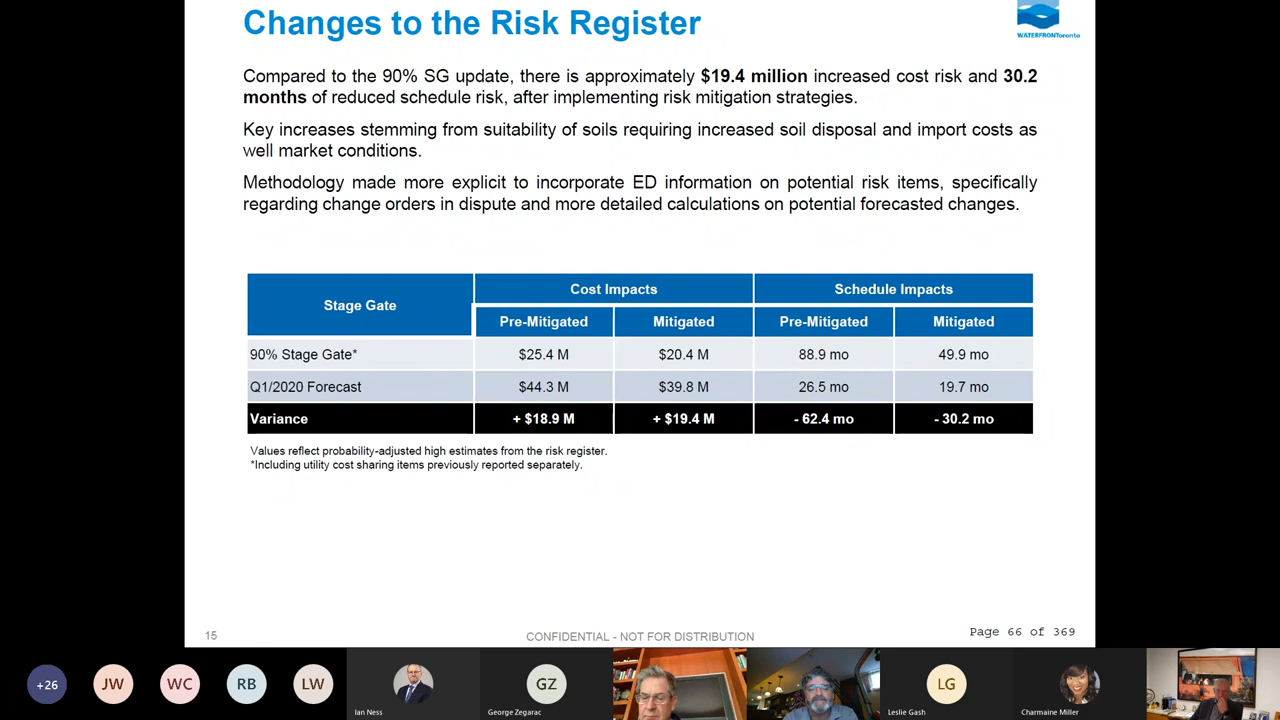 Changes to the Risk Register
WATERFRONToronto
Compared to the 90% SG update, there is approximately $19.4 million increased cost risk and 30.2
months of reduced schedule risk, after implementing risk mitigation strategies.
Key increases stemming from suitability of soils requiring increased soil disposal and import costs as
well market conditions.
Methodology made more explicit to incorporate ED information on potential risk items, specifically
regarding change orders in dispute and more detailed calculations on potential forecasted changes.
Stage Gate Cost Impacts Schedule Impacts
Pre-Mitigated Mitigated Pre-Mitigated Mitigated
90% Stage Gate* $25.4 M $20.4 M 88.9 mo 49.9 mo
Q1/2020 Forecast $44.3 M $39.8 M 26.5 mo 19.7 mo
Variance + $18.9 M + $19.4 M - 62.4 mo - 30.2 mo
Values reflect probability-adjusted high estimates from the risk register.
*Including utility cost sharing items previously reported separately.
15 CONFIDENTIAL - NOT FOR DISTRIBUTION Page 66 of 369
+26 JW WC RB LW GZ LG
Ian Ness George Zegarac Leslie Gash Charmaine Miller